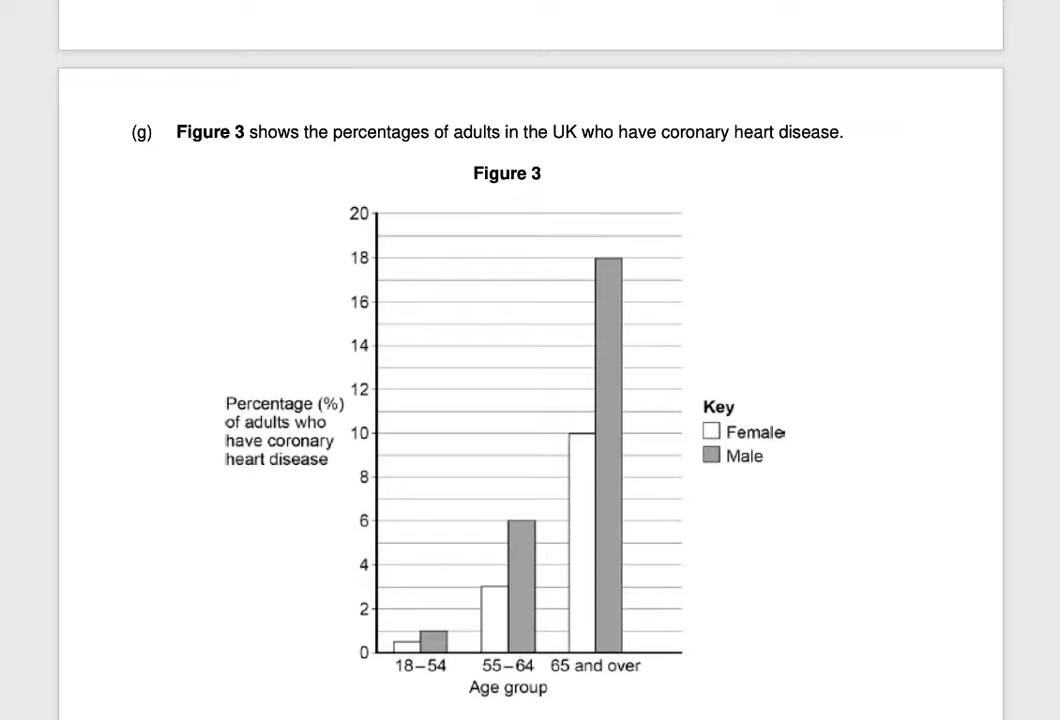 (g) Figure 3 shows the percentages of adults in the UK who have coronary heart disease.
Figure 3
20
18
16
14
12
10
8
6
4
2
0
Percentage (%)
of adults who
have coronary
heart disease
Key
Female
Male
18–54 55–64 65 and over
Age group